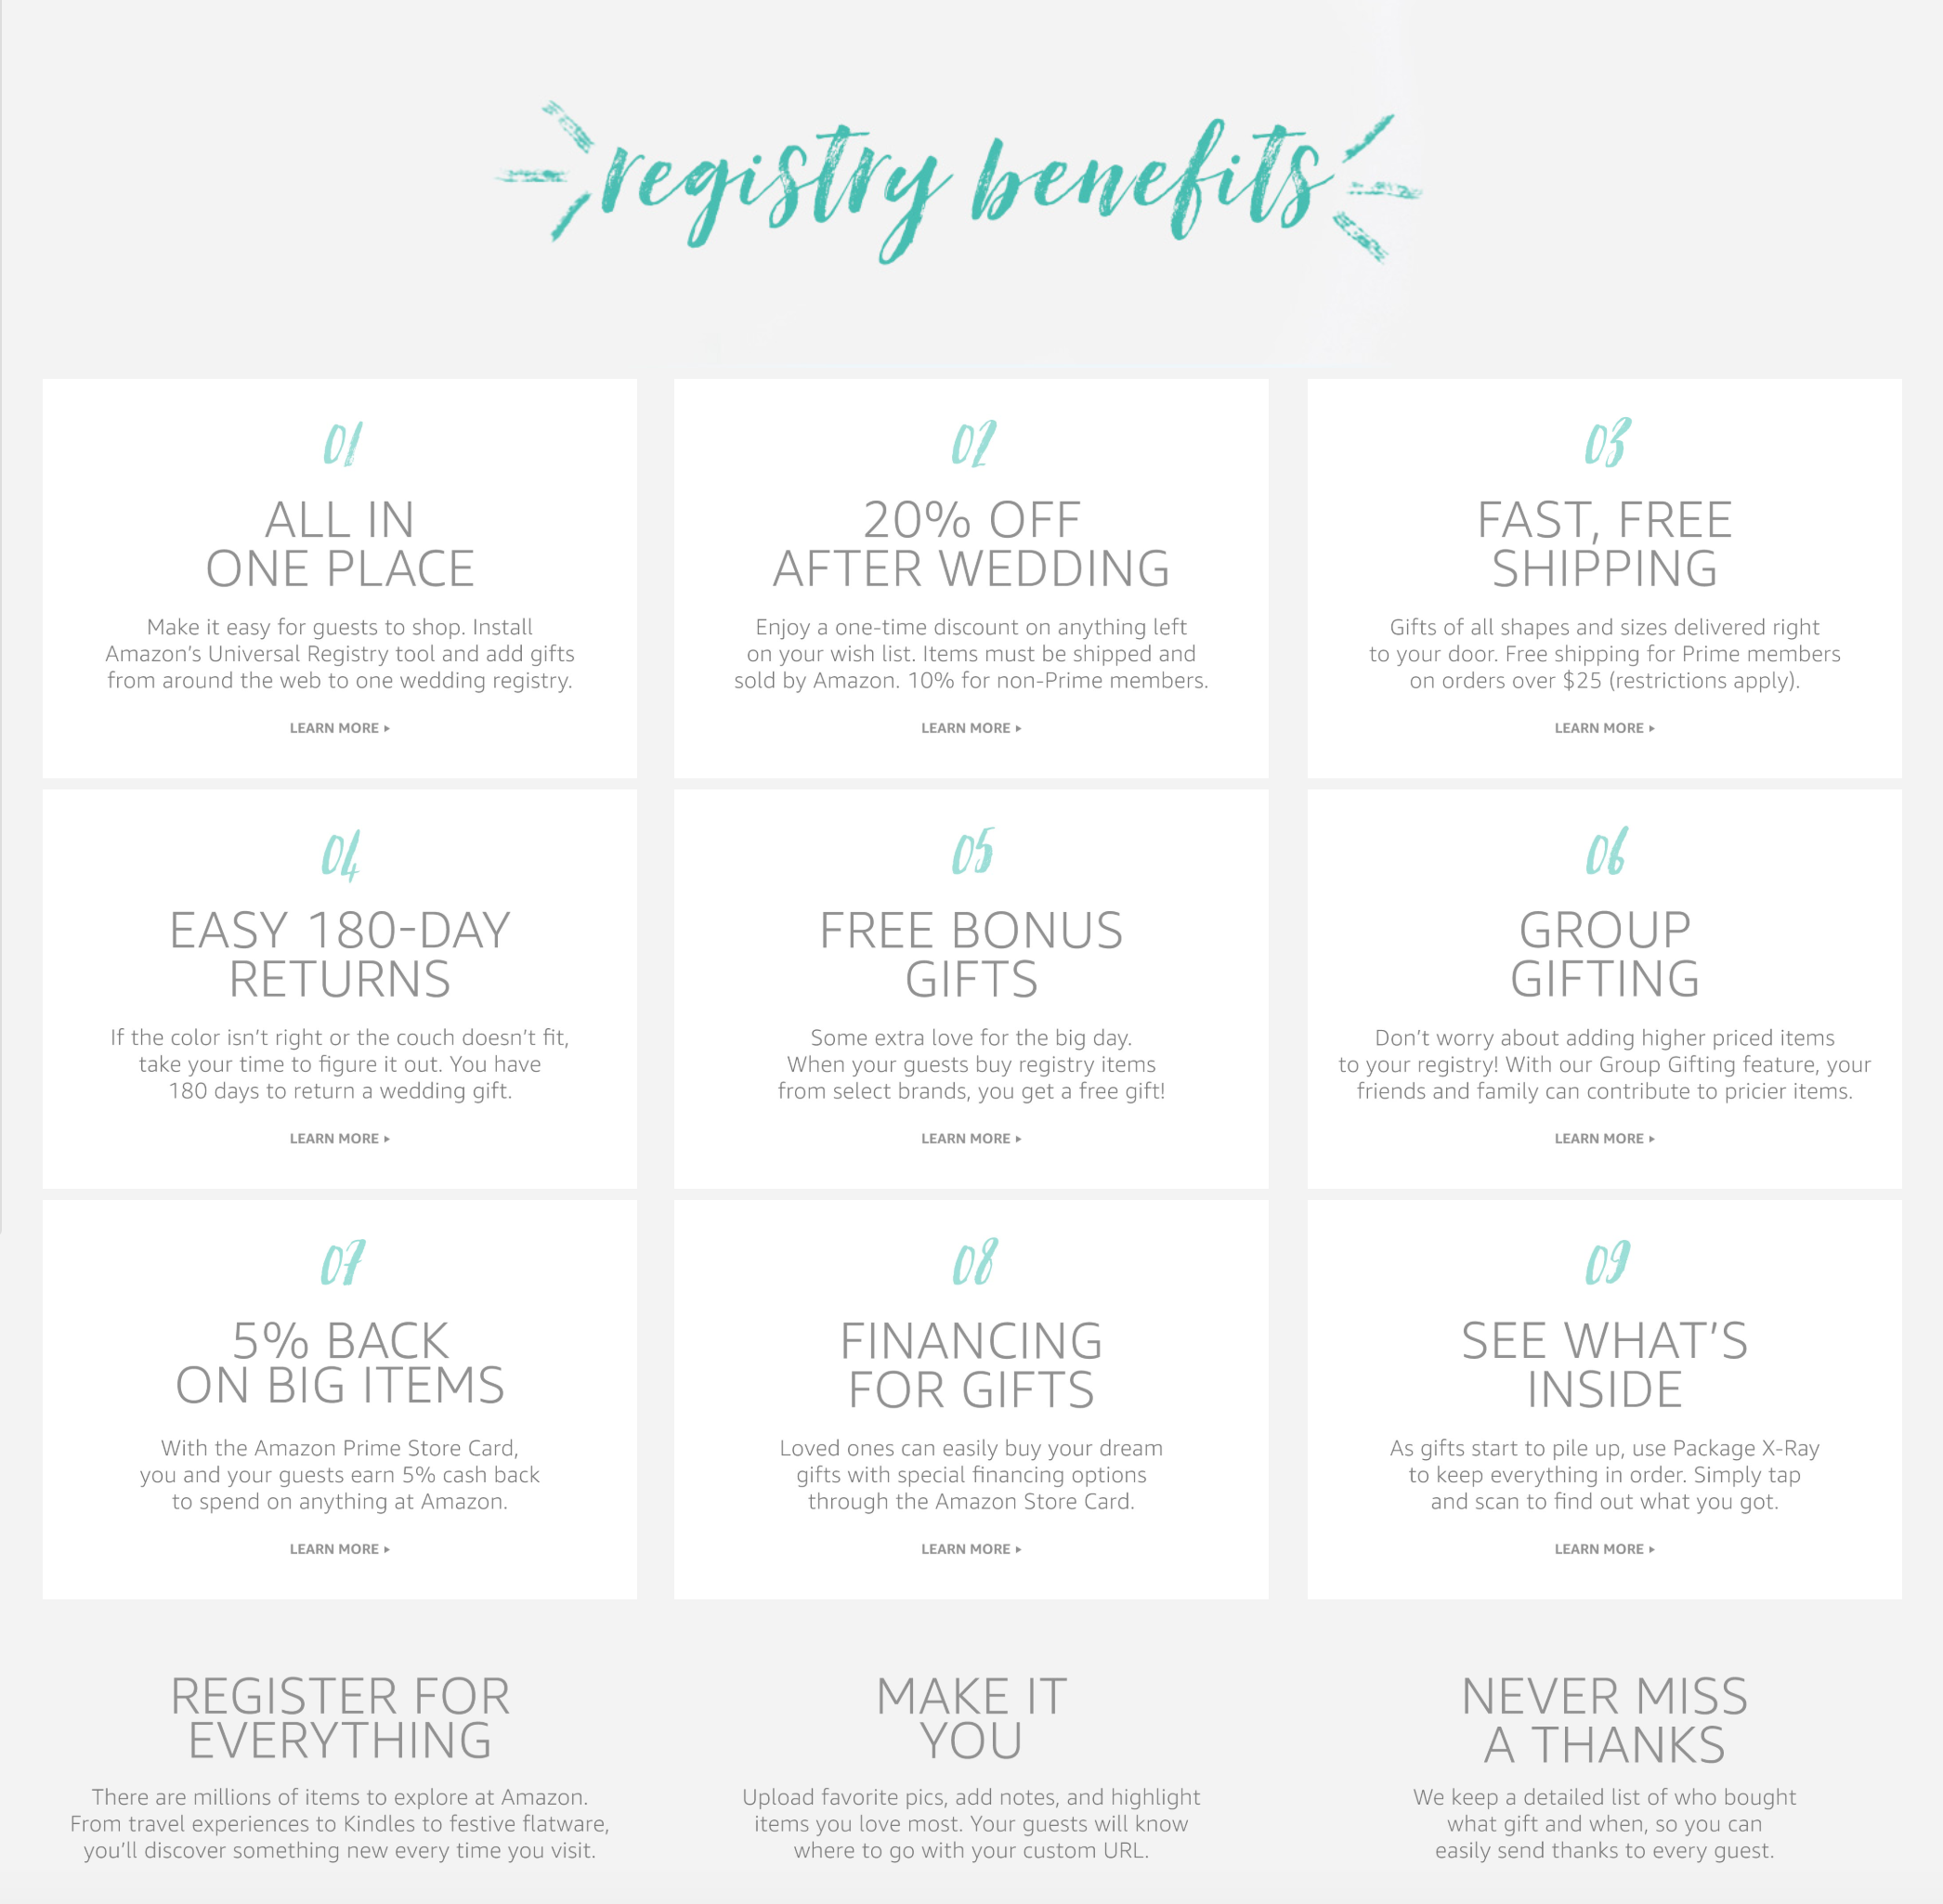 registry benefits
01
ALL IN
ONE PLACE
Make it easy for guests to shop. Install
Amazon’s Universal Registry tool and add gifts
from around the web to one wedding registry.
LEARN MORE ▸
02
20% OFF
AFTER WEDDING
Enjoy a one-time discount on anything left
on your wish list. Items must be shipped and
sold by Amazon. 10% for non-Prime members.
LEARN MORE ▸
03
FAST, FREE
SHIPPING
Gifts of all shapes and sizes delivered right
to your door. Free shipping for Prime members
on orders over $25 (restrictions apply).
LEARN MORE ▸
04
EASY 180-DAY
RETURNS
If the color isn’t right or the couch doesn’t fit,
take your time to figure it out. You have
180 days to return a wedding gift.
LEARN MORE ▸
05
FREE BONUS
GIFTS
Some extra love for the big day.
When your guests buy registry items
from select brands, you get a free gift!
LEARN MORE ▸
06
GROUP
GIFTING
Don’t worry about adding higher priced items
to your registry! With our Group Gifting feature, your
friends and family can contribute to pricier items.
LEARN MORE ▸
07
5% BACK
ON BIG ITEMS
With the Amazon Prime Store Card,
you and your guests earn 5% cash back
to spend on anything at Amazon.
LEARN MORE ▸
08
FINANCING
FOR GIFTS
Loved ones can easily buy your dream
gifts with special financing options
through the Amazon Store Card.
LEARN MORE ▸
09
SEE WHAT’S
INSIDE
As gifts start to pile up, use Package X-Ray
to keep everything in order. Simply tap
and scan to find out what you got.
LEARN MORE ▸
REGISTER FOR
EVERYTHING
There are millions of items to explore at Amazon.
From travel experiences to Kindles to festive flatware,
you’ll discover something new every time you visit.
MAKE IT
YOU
Upload favorite pics, add notes, and highlight
items you love most. Your guests will know
where to go with your custom URL.
NEVER MISS
A THANKS
We keep a detailed list of who bought
what gift and when, so you can
easily send thanks to every guest.